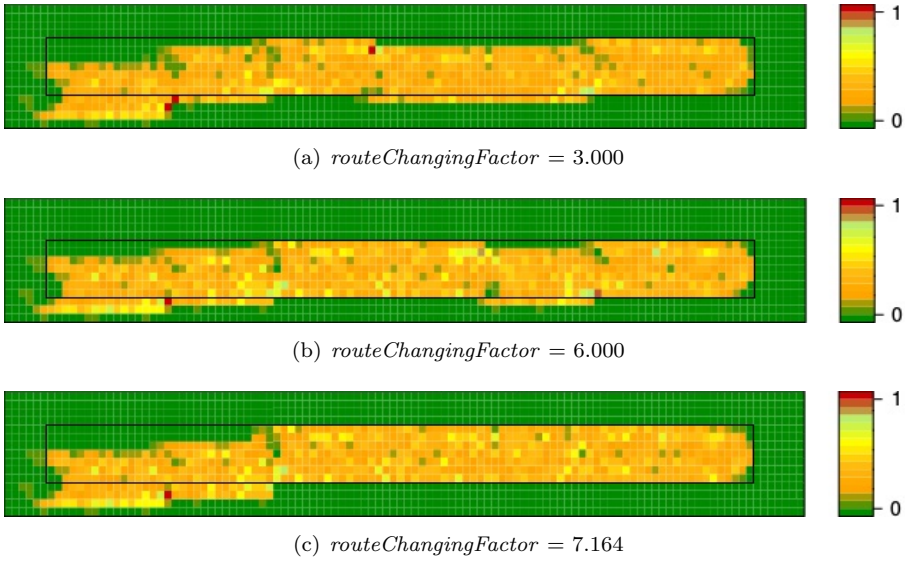 1
0
(a) routeChangingFactor = 3.000
1
0
(b) routeChangingFactor = 6.000
1
0
(c) routeChangingFactor = 7.164